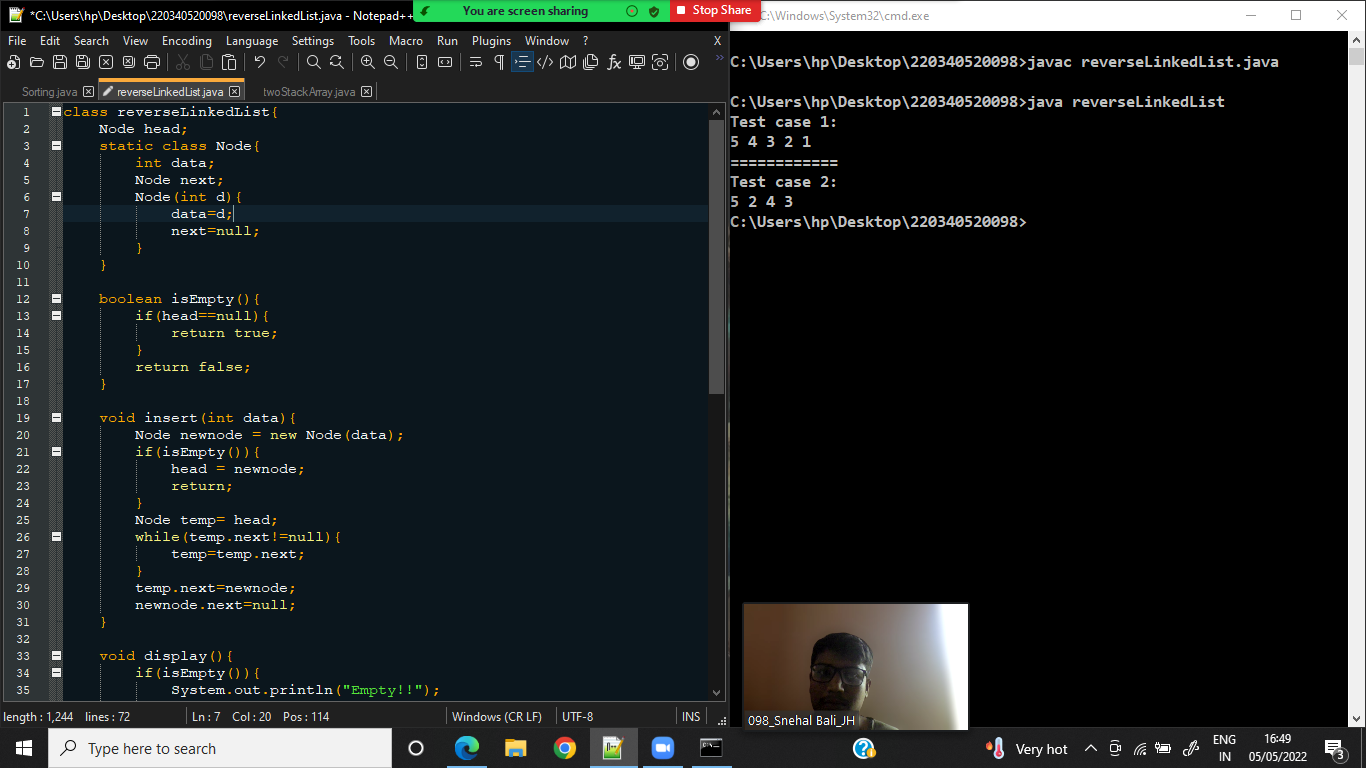 *C:\Users\hp\Desktop\220340520098\reverseLinkedList.java - Notepad++
You are screen sharing
Stop Share
C:\Windows\System32\cmd.exe
File Edit Search View Encoding Language Settings Tools Macro Run Plugins Window ? X
Sorting.java reverseLinkedList.java twoStackArray.java
1 class reverseLinkedList{
2 Node head;
3 static class Node{
4 int data;
5 Node next;
6 Node(int d){
7 data=d;
8 next=null;
9 }
10 }
11
12 boolean isEmpty(){
13 if(head==null){
14 return true;
15 }
16 return false;
17 }
18
19 void insert(int data){
20 Node newnode = new Node(data);
21 if(isEmpty()){
22 head = newnode;
23 return;
24 }
25 Node temp= head;
26 while(temp.next!=null){
27 temp=temp.next;
28 }
29 temp.next=newnode;
30 newnode.next=null;
31 }
32
33 void display(){
34 if(isEmpty()){
35 System.out.println("Empty!!");
length : 1,244 lines : 72 Ln : 7 Col : 20 Pos : 114 Windows (CR LF) UTF-8 INS
C:\Users\hp\Desktop\220340520098>javac reverseLinkedList.java
C:\Users\hp\Desktop\220340520098>java reverseLinkedList
Test case 1:
5 4 3 2 1
============
Test case 2:
5 2 4 3
C:\Users\hp\Desktop\220340520098>
098_Snehal Bali_JH
Type here to search
Very hot
ENG
IN
16:49
05/05/2022
3